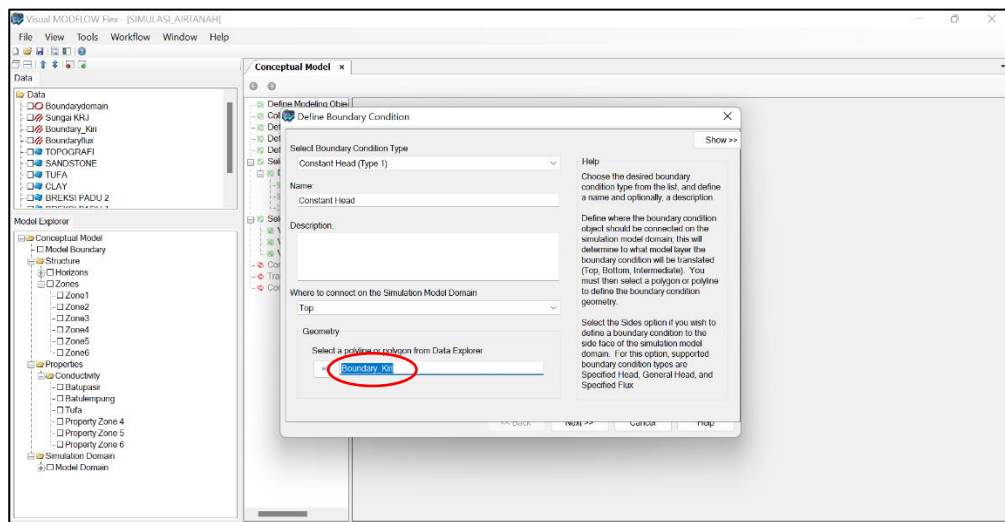 Visual MODFLOW Flex - [SIMULASI_AIRTANAH]
File View Tools Workflow Window Help
Data
Data
Boundarydomain
Sungai KRJ
Boundary_Kiri
Boundaryflux
TOPOGRAFI
SANDSTONE
TUFA
CLAY
BREKSI PADU 2
Model Explorer
Conceptual Model
Model Boundary
Structure
Horizons
Zones
Zone1
Zone2
Zone3
Zone4
Zone5
Zone6
Properties
Conductivity
Batupasir
Batulempung
Tufa
Property Zone 4
Property Zone 5
Property Zone 6
Simulation Domain
Model Domain
Conceptual Model
Define Modeling Objec
Define Boundary Condition
Show >>
Select Boundary Condition Type
Constant Head (Type 1)
Name:
Constant Head
Description:
Where to connect on the Simulation Model Domain
Top
Geometry
Select a polyline or polygon from Data Explorer
Boundary_Kiri
Help
Choose the desired boundary
condition type from the list, and define
a name and optionally, a description.
Define where the boundary condition
object should be connected on the
simulation model domain; this will
determine to what model layer the
boundary condition will be translated
(Top, Bottom, Intermediate). You
must then select a polygon or polyline
to define the boundary condition
geometry.
Select the Sides option if you wish to
define a boundary condition to the
side face of the simulation model
domain. For this option, supported
boundary condition types are
Specified Head, General Head, and
Specified Flux
<< Back Next >> Cancel Help